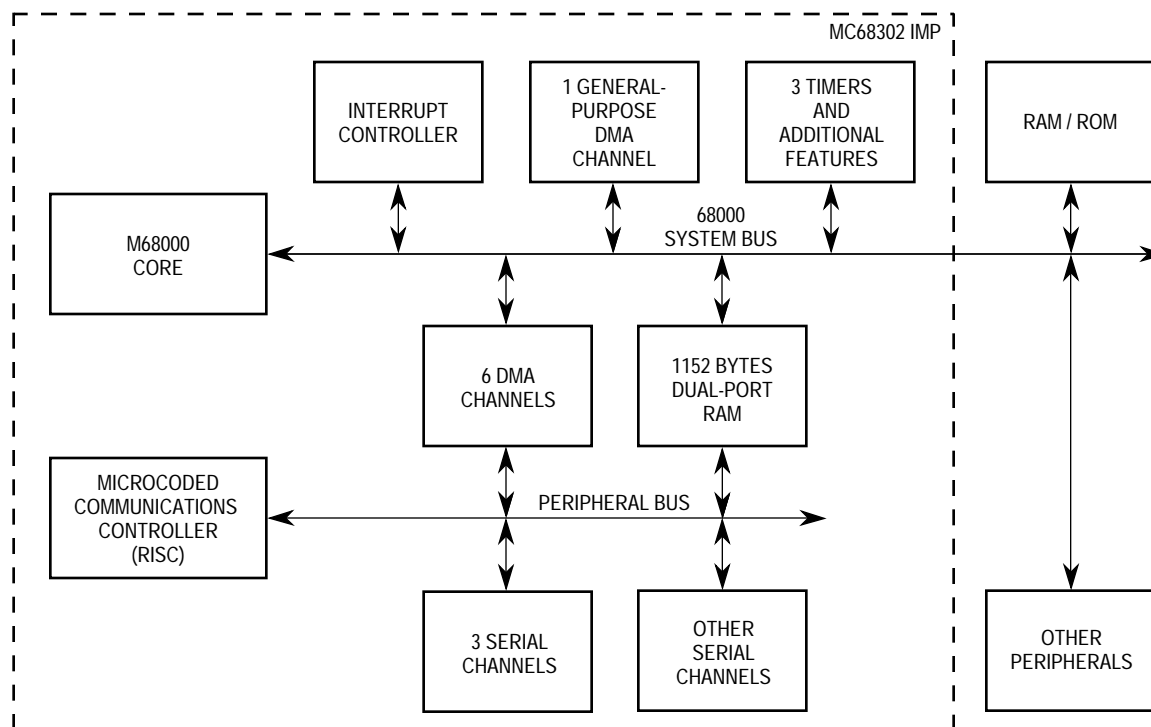 MC68302 IMP
INTERRUPT
CONTROLLER
1 GENERAL-
PURPOSE
DMA
CHANNEL
3 TIMERS
AND
ADDITIONAL
FEATURES
RAM / ROM
M68000
CORE
68000
SYSTEM BUS
6 DMA
CHANNELS
1152 BYTES
DUAL-PORT
RAM
MICROCODED
COMMUNICATIONS
CONTROLLER
(RISC)
PERIPHERAL BUS
3 SERIAL
CHANNELS
OTHER
SERIAL
CHANNELS
OTHER
PERIPHERALS